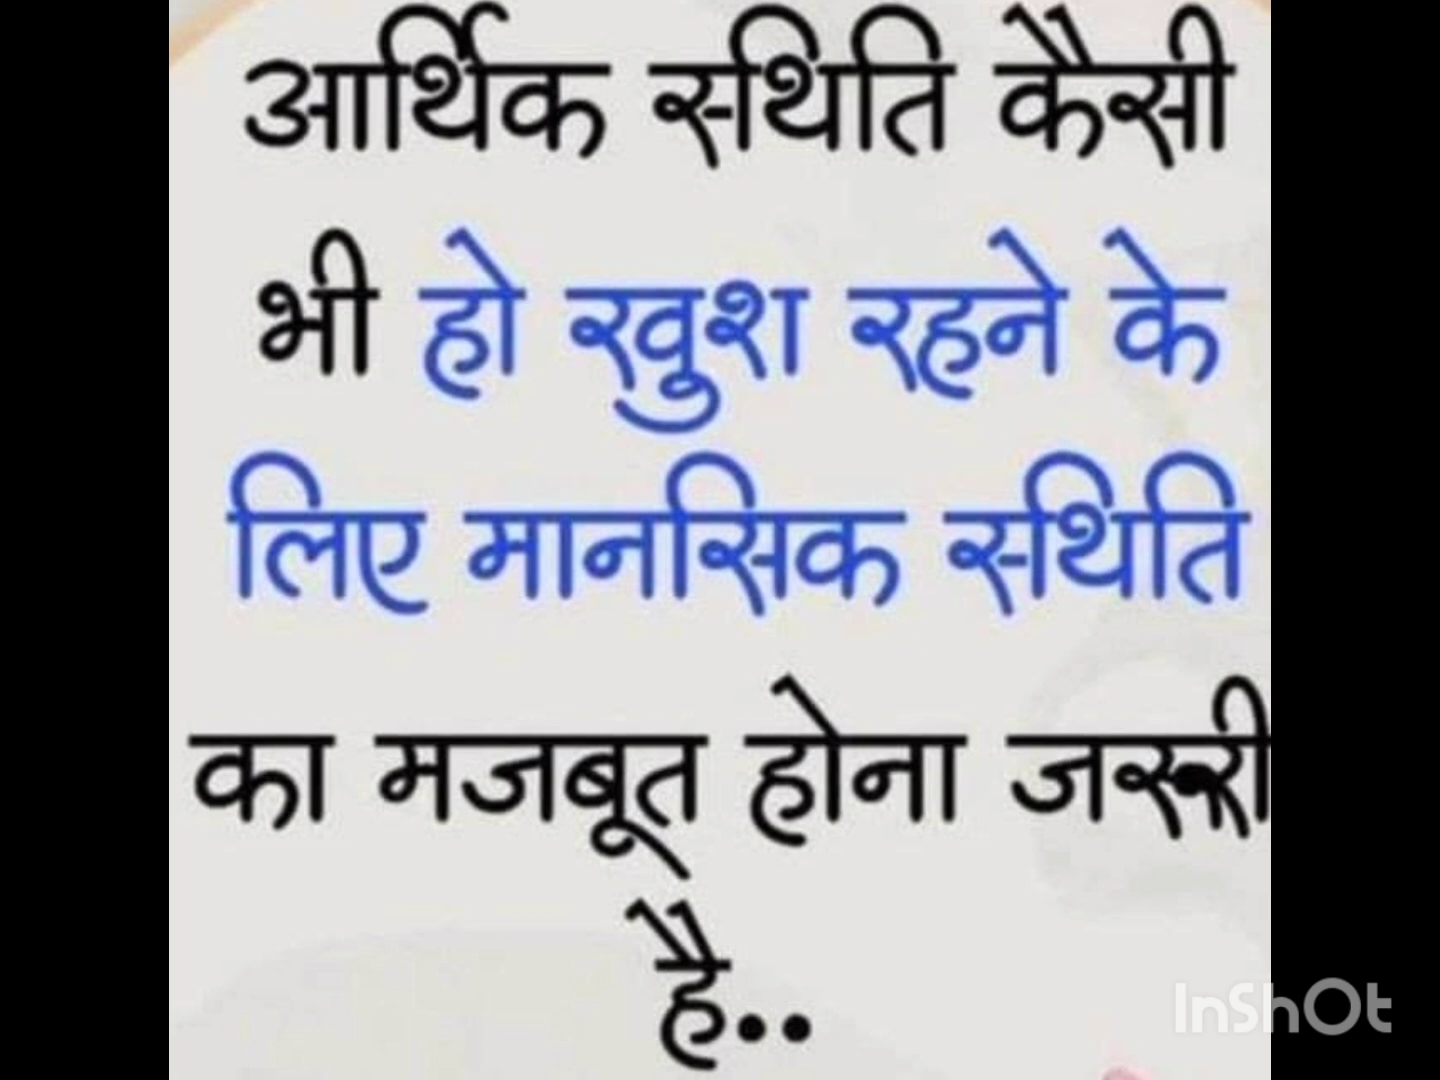 आर्थिक स्थिति कैसी
भी हो खुश रहने के
लिए मानसिक स्थिति
का मजबूत होना जरूरी
है..
InShOt